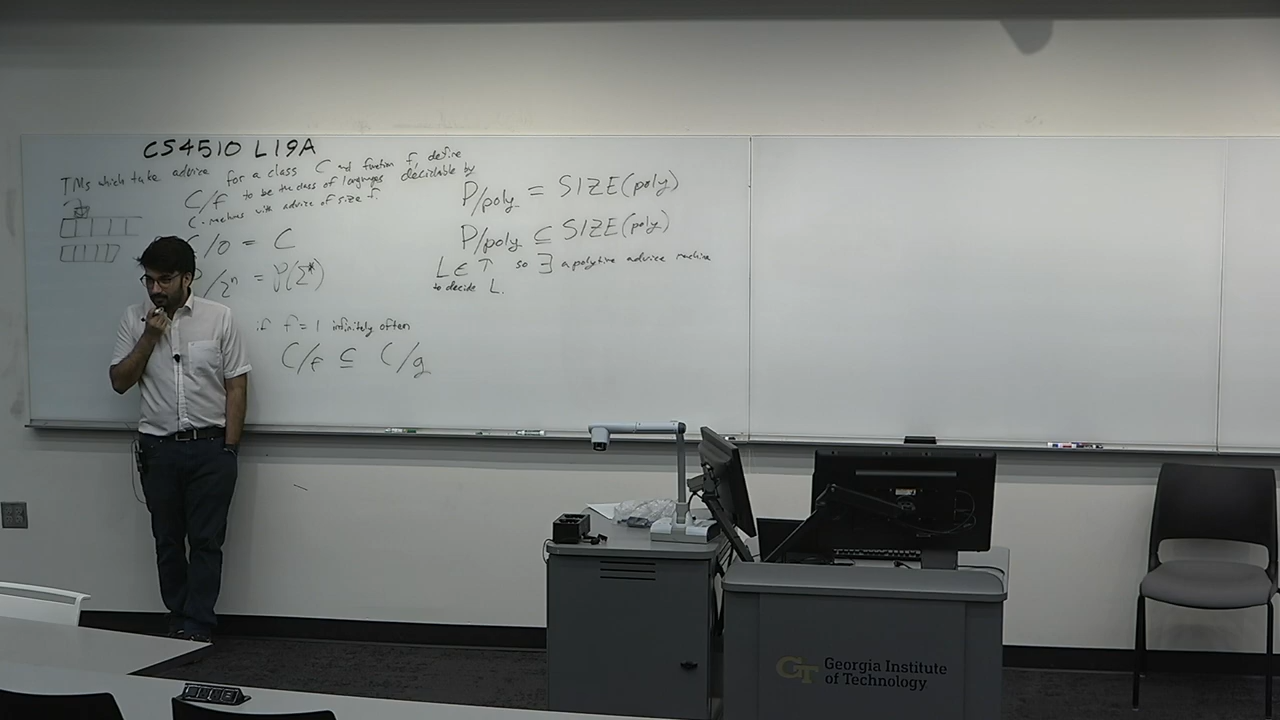 CS4510 L19A
TMs which take advice for a class C and function f, define
C/f to be the class of languages decidable by
C-machines with advice of size f.
C/0 = C
P/2ⁿ = P(Σ*)
if f=1 infinitely often
C/f ⊆ C/g
P/poly = SIZE(poly)
P/poly ⊆ SIZE(poly)
L ∈ T so ∃ a polytime advice machine
to decide L.
GT Georgia Institute
of Technology